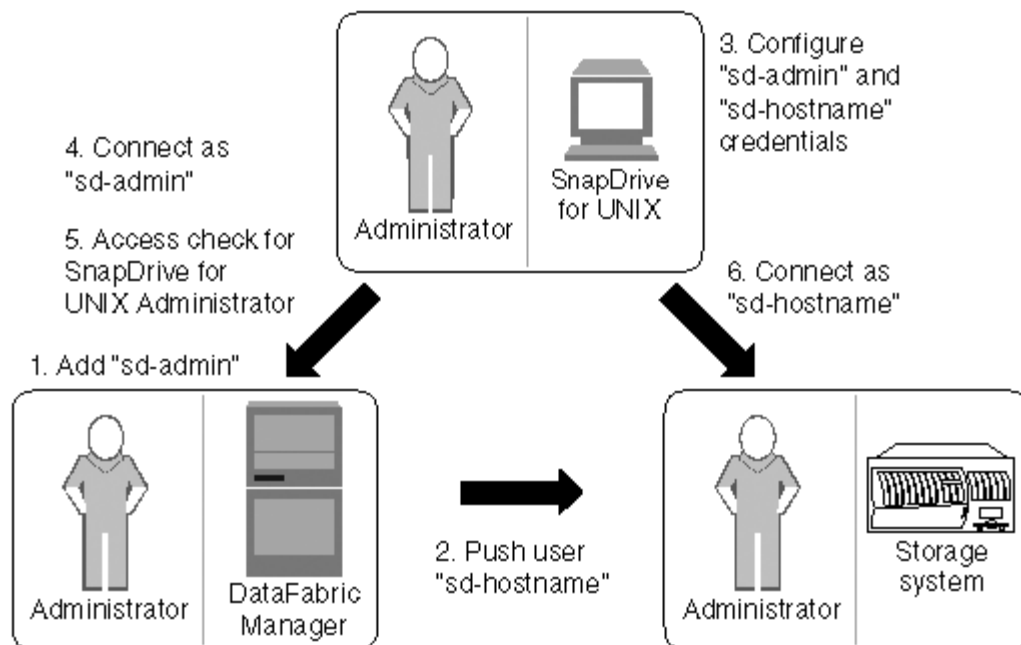 3. Configure
"sd-admin" and
"sd-hostname"
credentials
4. Connect as
"sd-admin"
SnapDrive
for UNIX
Administrator
5. Access check for
SnapDrive for
UNIX Administrator
6. Connect as
"sd-hostname"
1. Add "sd-admin"
2. Push user
"sd-hostname"
Administrator
DataFabric
Manager
Administrator
Storage
system